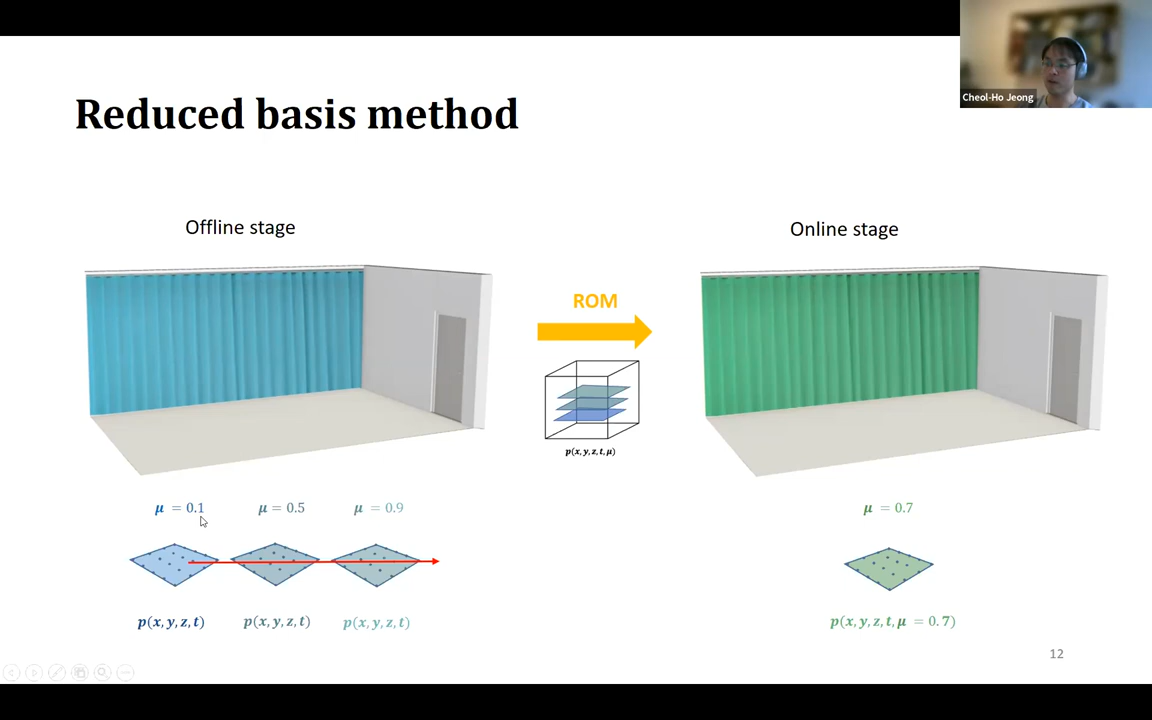 Cheol-Ho Jeong
Reduced basis method
Offline stage
Online stage
ROM
p(x, y, z, t, μ)
μ = 0.1
μ = 0.5
μ = 0.9
μ = 0.7
p(x, y, z, t)
p(x, y, z, t)
p(x, y, z, t)
p(x, y, z, t, μ = 0.7)
12